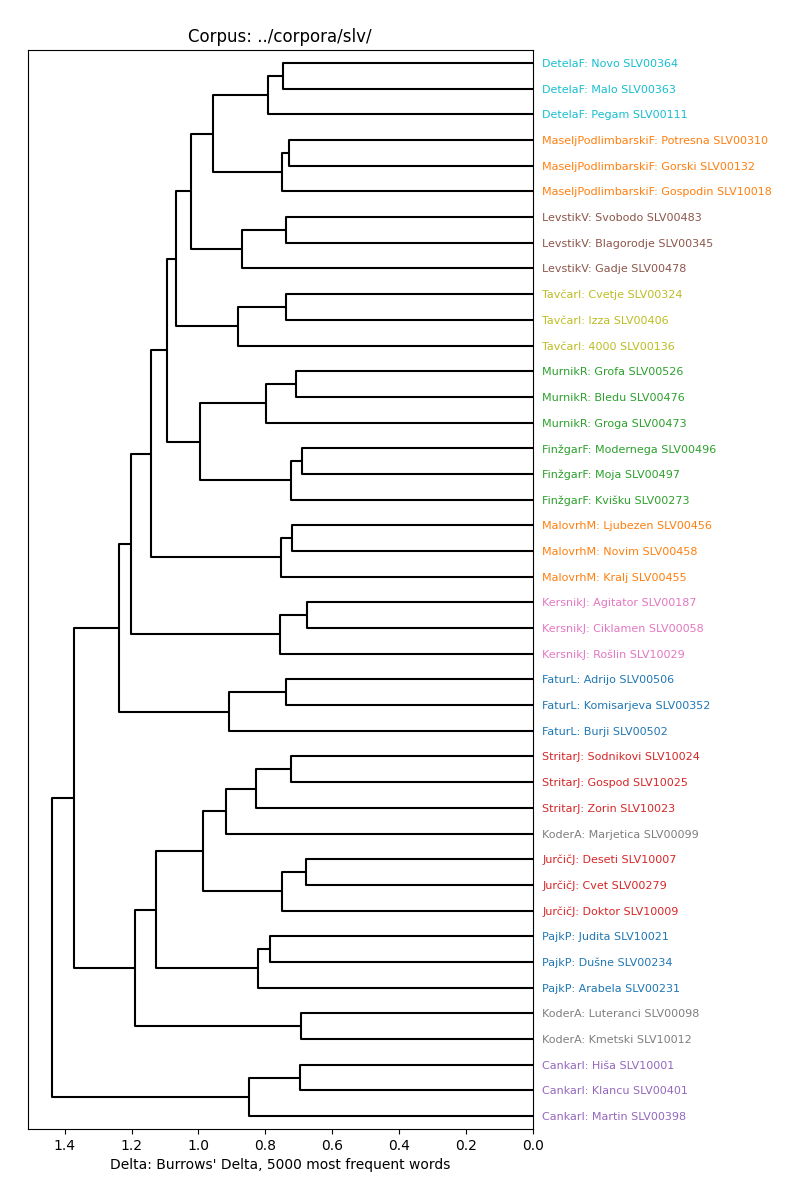 Corpus: ../corpora/slv/
DetelaF: Novo SLV00364
DetelaF: Malo SLV00363
DetelaF: Pegam SLV00111
MaseljPodlimbarskiF: Potresna SLV00310
MaseljPodlimbarskiF: Gorski SLV00132
MaseljPodlimbarskiF: Gospodin SLV10018
LevstikV: Svobodo SLV00483
LevstikV: Blagorodje SLV00345
LevstikV: Gadje SLV00478
TavčarI: Cvetje SLV00324
TavčarI: Izza SLV00406
TavčarI: 4000 SLV00136
MurnikR: Grofa SLV00526
MurnikR: Bledu SLV00476
MurnikR: Groga SLV00473
FinžgarF: Modernega SLV00496
FinžgarF: Moja SLV00497
FinžgarF: Kvišku SLV00273
MalovrhM: Ljubezen SLV00456
MalovrhM: Novim SLV00458
MalovrhM: Kralj SLV00455
KersnikJ: Agitator SLV00187
KersnikJ: Ciklamen SLV00058
KersnikJ: Rošlin SLV10029
FaturL: Adrijo SLV00506
FaturL: Komisarjeva SLV00352
FaturL: Burji SLV00502
StritarJ: Sodnikovi SLV10024
StritarJ: Gospod SLV10025
StritarJ: Zorin SLV10023
KoderA: Marjetica SLV00099
JurčičJ: Deseti SLV10007
JurčičJ: Cvet SLV00279
JurčičJ: Doktor SLV10009
PajkP: Judita SLV10021
PajkP: Dušne SLV00234
PajkP: Arabela SLV00231
KoderA: Luteranci SLV00098
KoderA: Kmetski SLV10012
CankarI: Hiša SLV10001
CankarI: Klancu SLV00401
CankarI: Martin SLV00398
1.4 1.2 1.0 0.8 0.6 0.4 0.2 0.0
Delta: Burrows' Delta, 5000 most frequent words